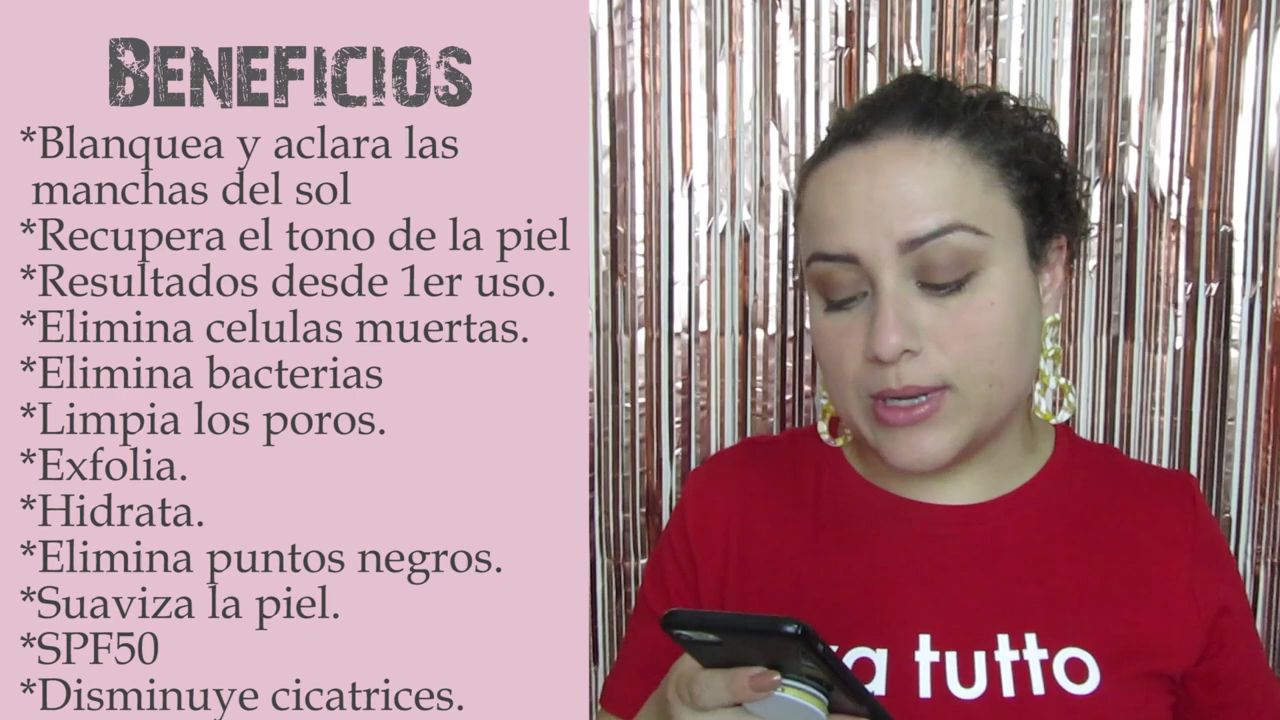 BENEFICIOS
*Blanquea y aclara las
manchas del sol
*Recupera el tono de la piel
*Resultados desde 1er uso.
*Elimina celulas muertas.
*Elimina bacterias
*Limpia los poros.
*Exfolia.
*Hidrata.
*Elimina puntos negros.
*Suaviza la piel.
*SPF50
*Disminuye cicatrices.
tutto